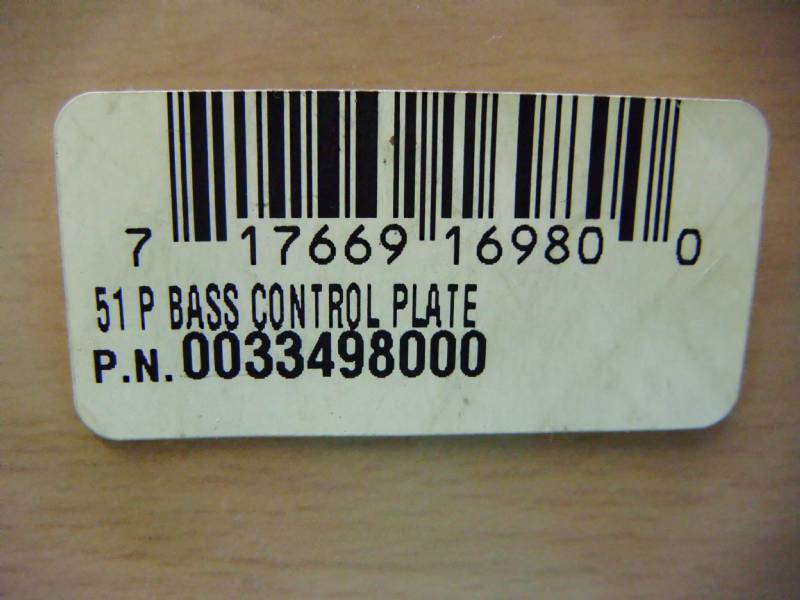 7 17669 16980 0
51 P BASS CONTROL PLATE
P.N. 0033498000